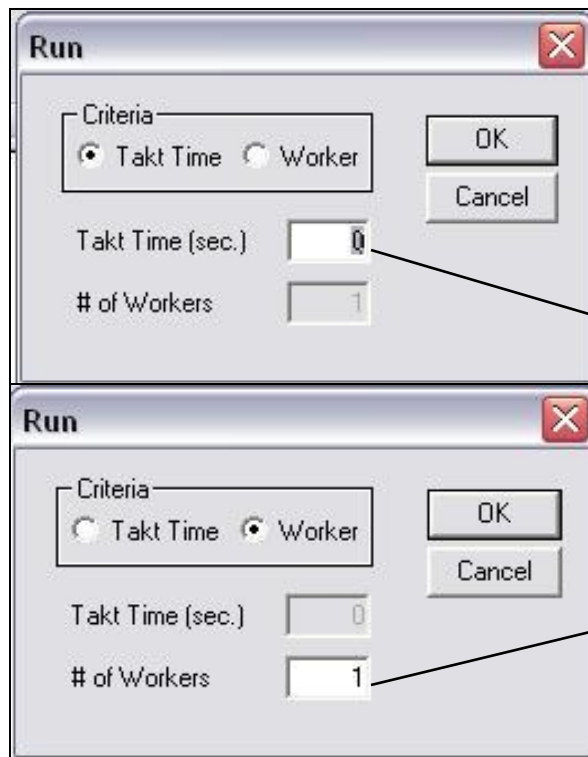 Run
Criteria
Takt Time Worker
OK
Cancel
Takt Time (sec.) 0
# of Workers 1
Run
Criteria
Takt Time Worker
OK
Cancel
Takt Time (sec.) 0
# of Workers 1